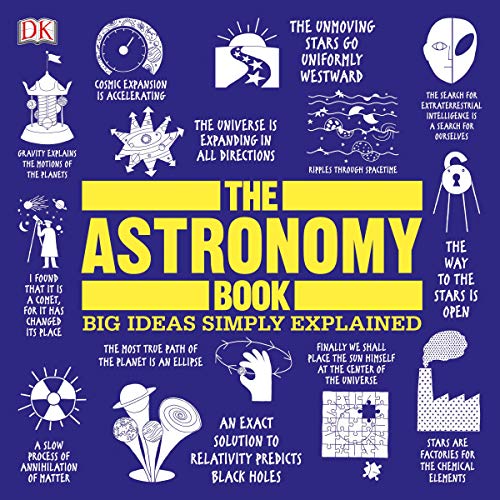 DK
COSMIC EXPANSION
IS ACCELERATING
THE UNMOVING
STARS GO
UNIFORMLY
WESTWARD
THE SEARCH FOR
EXTRATERRESTRIAL
INTELLIGENCE IS
A SEARCH FOR
OURSELVES
GRAVITY EXPLAINS
THE MOTIONS OF
THE PLANETS
THE UNIVERSE IS
EXPANDING IN
ALL DIRECTIONS
RIPPLES THROUGH SPACETIME
THE
ASTRONOMY
BOOK
BIG IDEAS SIMPLY EXPLAINED
I FOUND
THAT IT IS
A COMET,
FOR IT HAS
CHANGED
ITS PLACE
THE WAY
TO THE
STARS IS
OPEN
THE MOST TRUE PATH OF
THE PLANET IS AN ELLIPSE
FINALLY WE SHALL
PLACE THE SUN HIMSELF
AT THE CENTER OF
THE UNIVERSE
A SLOW
PROCESS OF
ANNIHILATION
OF MATTER
AN EXACT
SOLUTION TO
RELATIVITY PREDICTS
BLACK HOLES
STARS ARE
FACTORIES FOR
THE CHEMICAL
ELEMENTS